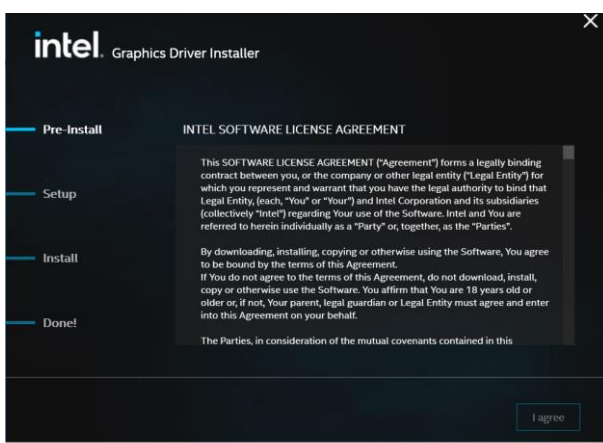 intel. Graphics Driver Installer
Pre-Install
Setup
Install
Done!
INTEL SOFTWARE LICENSE AGREEMENT
This SOFTWARE LICENSE AGREEMENT ("Agreement") forms a legally binding
contract between you, or the company or other legal entity ("Legal Entity") for
which you represent and warrant that you have the legal authority to bind that
Legal Entity, (each, "You" or "Your") and Intel Corporation and its subsidiaries
(collectively "Intel") regarding Your use of the Software. Intel and You are
referred to herein individually as a "Party" or, together, as the "Parties".
By downloading, installing, copying or otherwise using the Software, You agree
to be bound by the terms of this Agreement.
If You do not agree to the terms of this Agreement, do not download, install,
copy or otherwise use the Software. You affirm that You are 18 years old or
older or, if not, Your parent, legal guardian or Legal Entity must agree and enter
into this Agreement on your behalf.
The Parties, in consideration of the mutual covenants contained in this
I agree